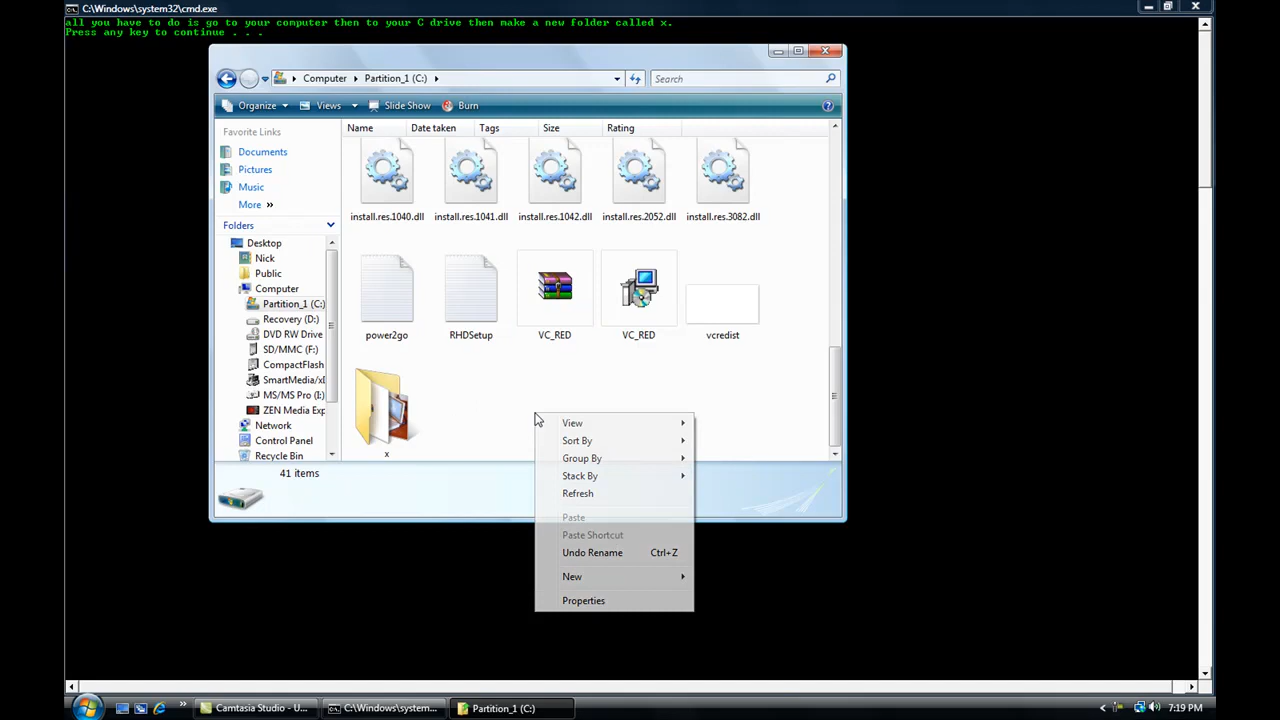 C:\Windows\system32\cmd.exe
all you have to do is go to your computer then to your C drive then make a new folder called x.
Press any key to continue . . .
Computer
Partition_1 (C:)
Search
Organize
Views
Slide Show
Burn
Favorite Links
Documents
Pictures
Music
More »
Folders
Desktop
Nick
Public
Computer
Partition_1 (C:)
Recovery (D:)
DVD RW Drive
SD/MMC (F:)
CompactFlash
SmartMedia/xD
MS/MS Pro (I:)
ZEN Media Exp
Network
Control Panel
Recycle Bin
Name
Date taken
Tags
Size
Rating
install.res.1040.dll
install.res.1041.dll
install.res.1042.dll
install.res.2052.dll
install.res.3082.dll
power2go
RHDSetup
VC_RED
VC_RED
vcredist
x
41 items
View
Sort By
Group By
Stack By
Refresh
Paste
Paste Shortcut
Undo Rename Ctrl+Z
New
Properties
Camtasia Studio - U...
C:\Windows\system...
Partition_1 (C:)
7:19 PM